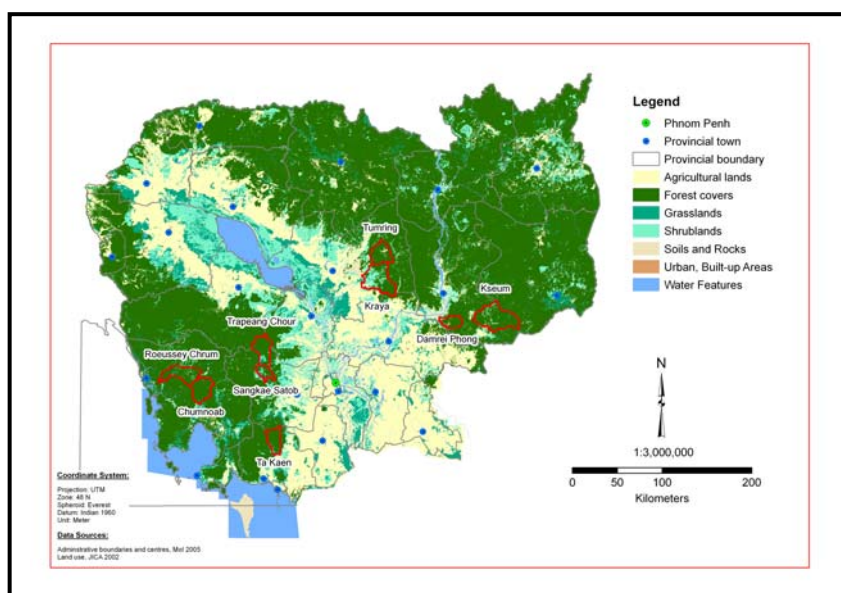 Legend
Phnom Penh
Provincial town
Provincial boundary
Agricultural lands
Forest covers
Grasslands
Shrublands
Soils and Rocks
Urban, Built-up Areas
Water Features
Tumring
Kraya
Kseum
Damrei Phong
Trapeang Chour
Roeussey Chrum
Sangkae Satob
Chumnoab
Ta Kaen
1:3,000,000
0 50 100 200
Kilometers
Coordinate System:
Projection: UTM
Zone: 48 N
Spheroid: Everest
Datum: Indian 1960
Unit: Meter
Data Sources:
Adminstrative boundaries and centres, MoI 2005
Land use, JICA 2002